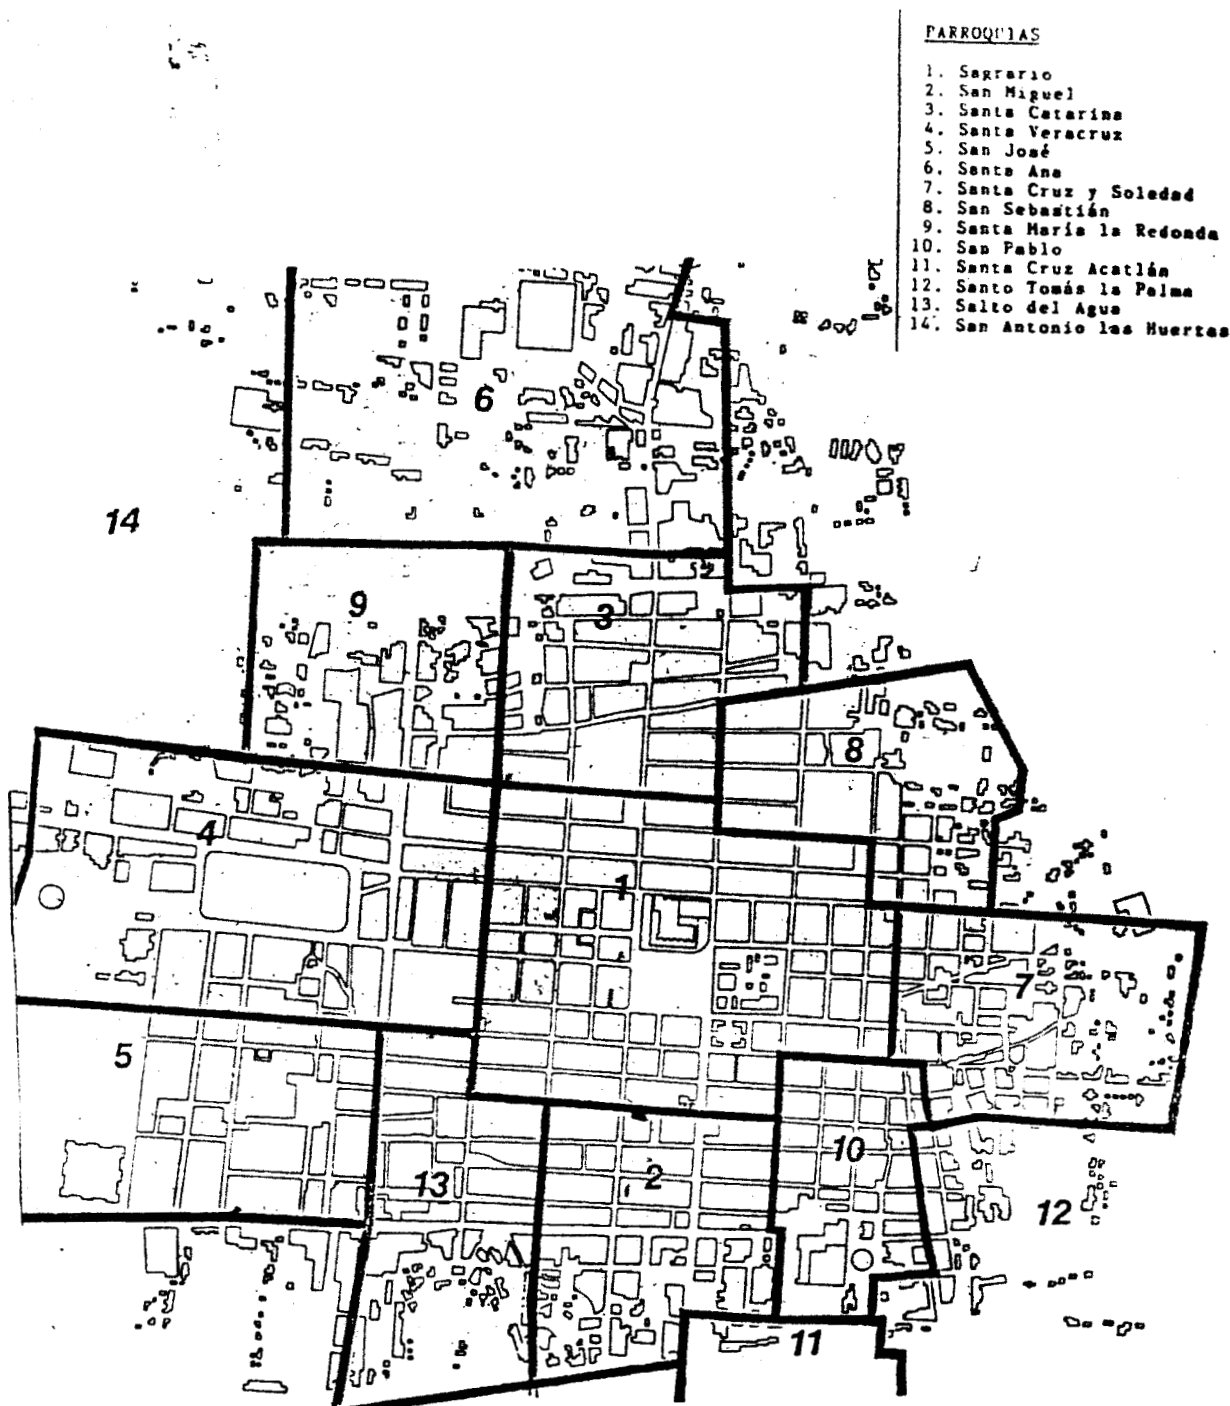 PARROQUIAS
1. Sagrario
2. San Miguel
3. Santa Catarina
4. Santa Veracruz
5. San José
6. Santa Ana
7. Santa Cruz y Soledad
8. San Sebastián
9. Santa María la Redonda
10. San Pablo
11. Santa Cruz Acatlán
12. Santo Tomás la Palma
13. Salto del Agua
14. San Antonio las Huertas
6
14
9
3
8
4
1
7
5
10
13
2
12
11